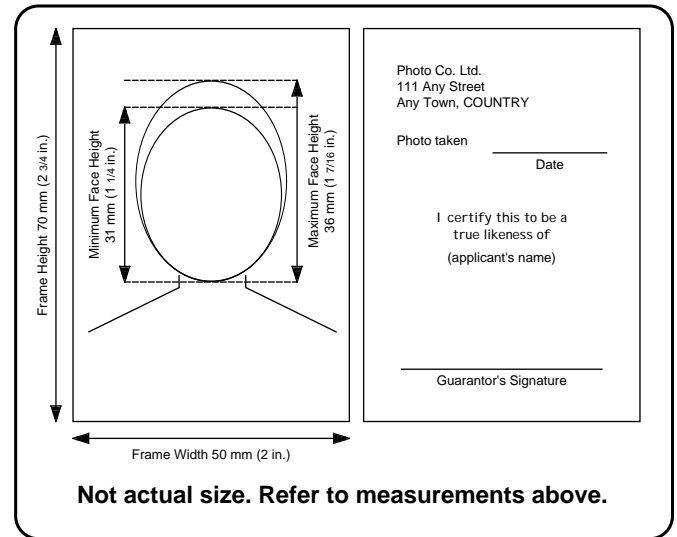 Frame Height 70 mm (2 3/4 in.)
Minimum Face Height
31 mm (1 1/4 in.)
Maximum Face Height
36 mm (1 7/16 in.)
Frame Width 50 mm (2 in.)
Photo Co. Ltd.
111 Any Street
Any Town, COUNTRY
Photo taken
Date
I certify this to be a
true likeness of
(applicant's name)
Guarantor's Signature
Not actual size. Refer to measurements above.